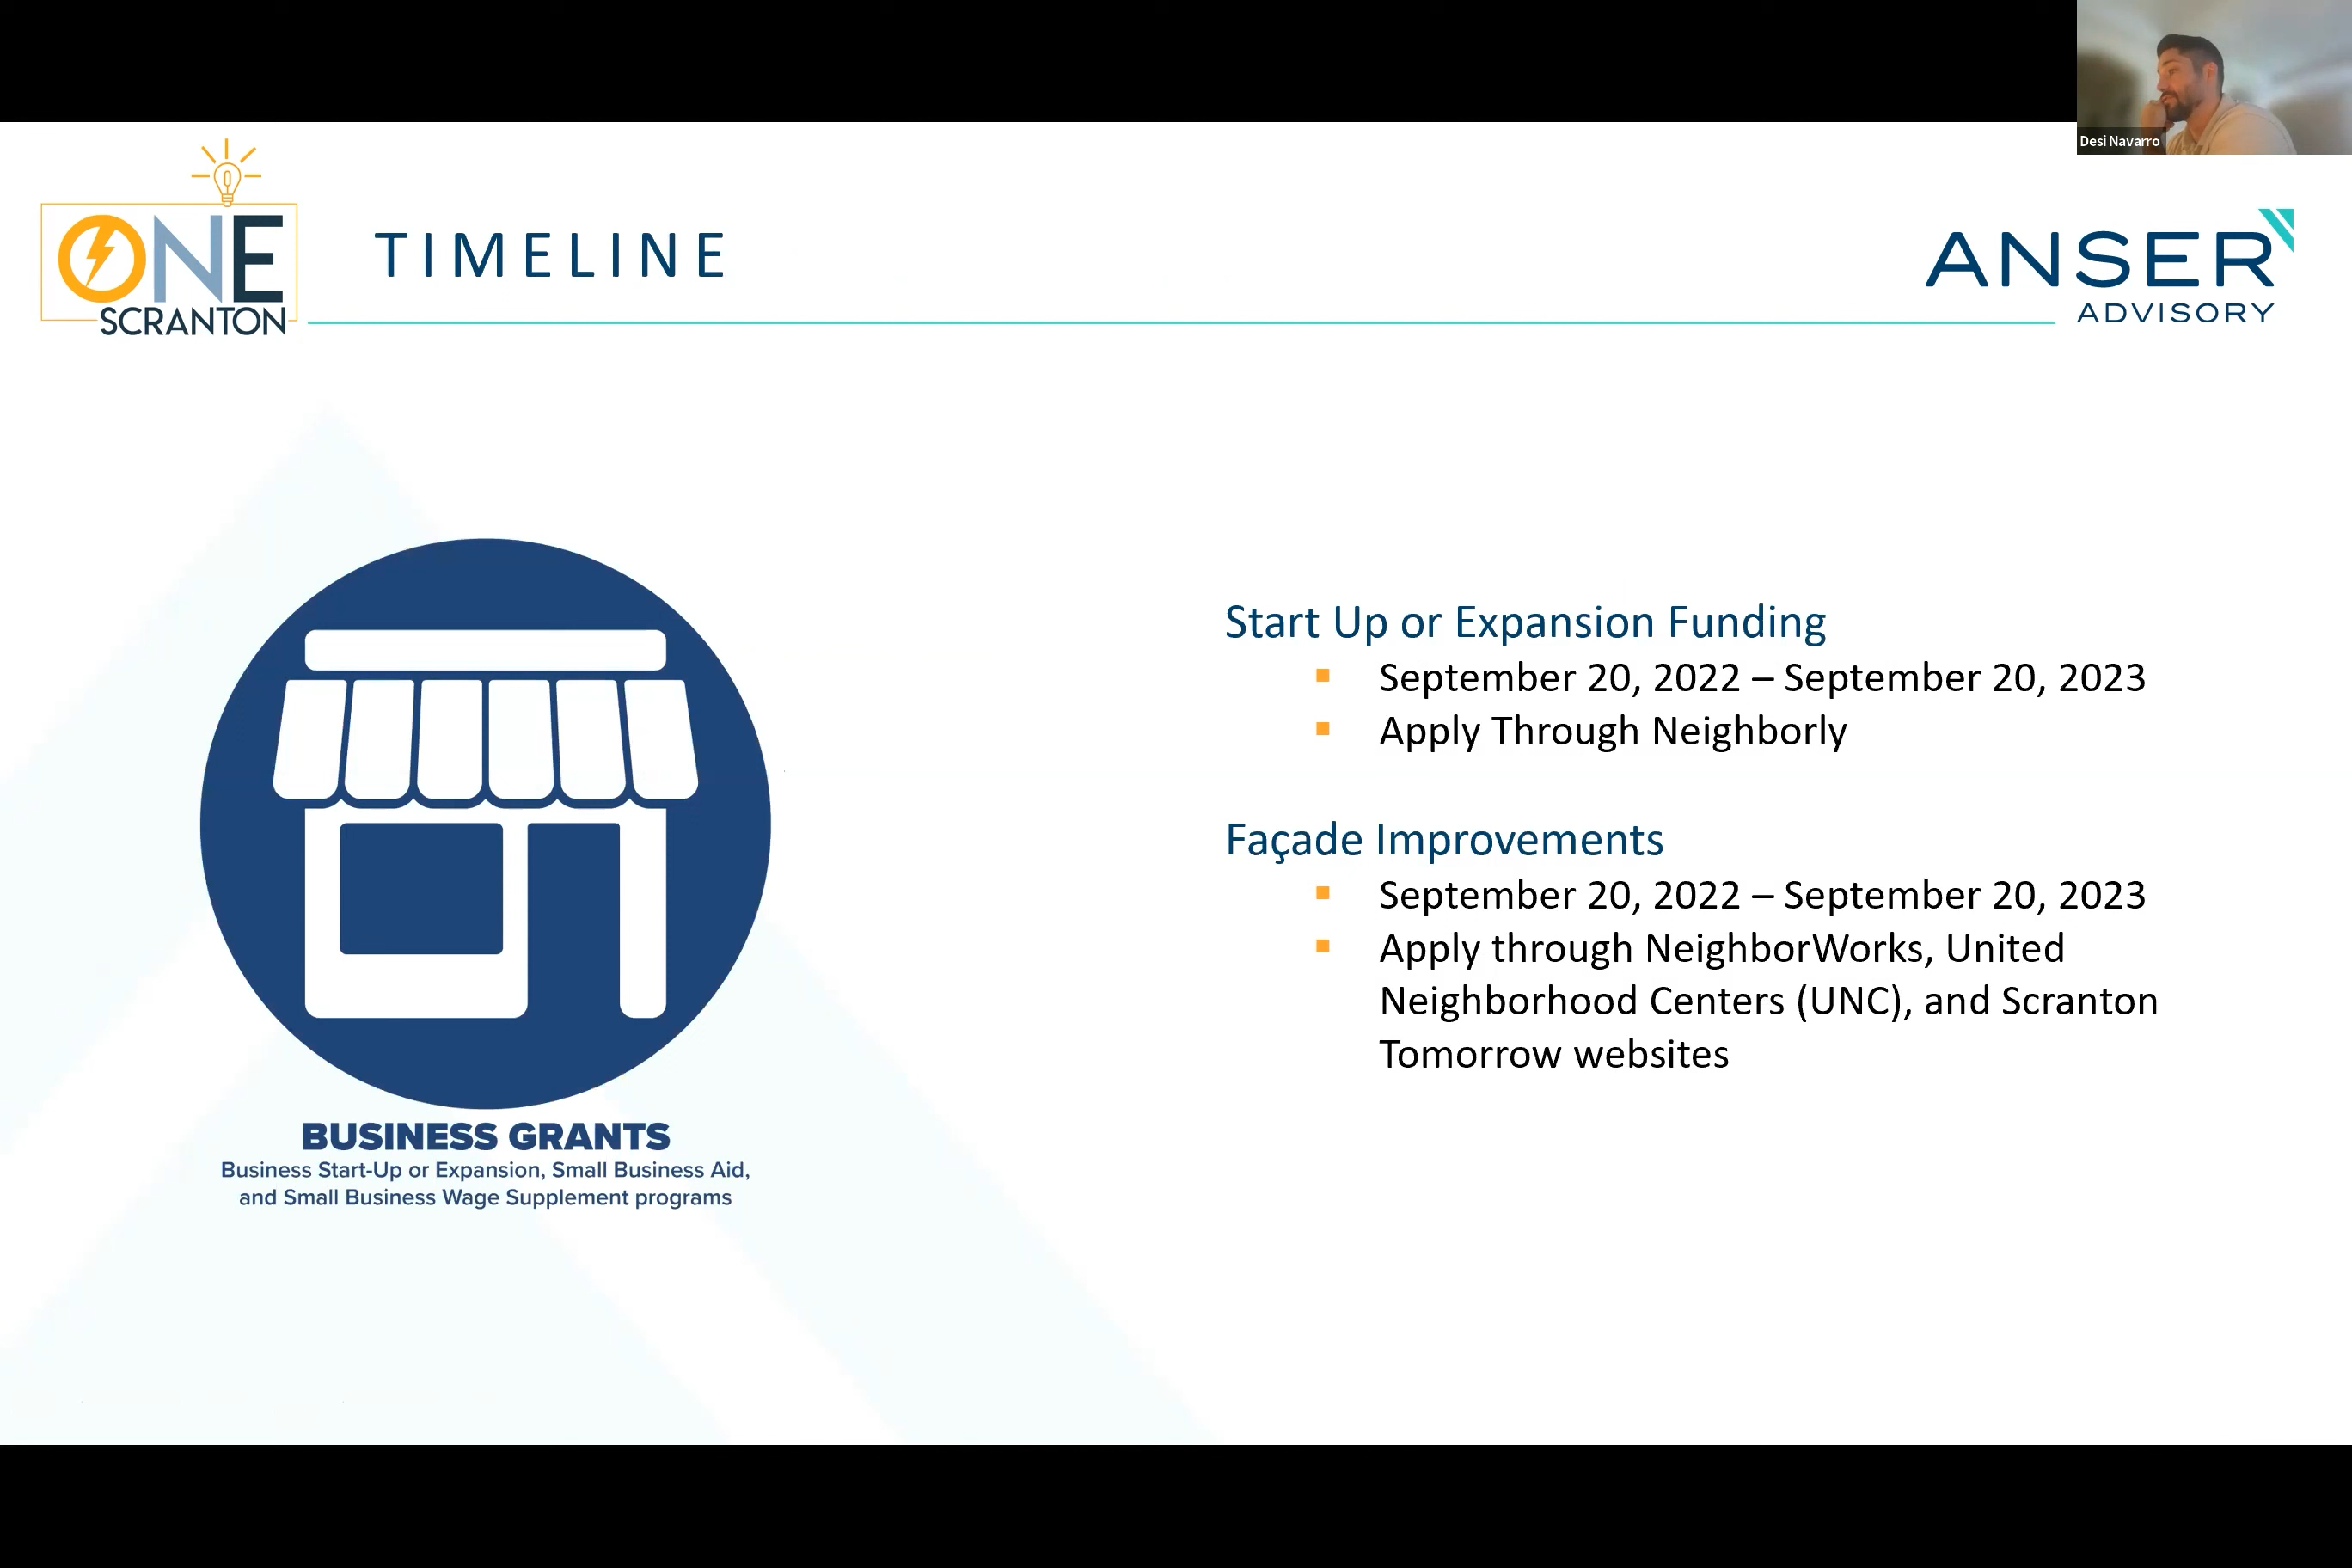 Desi Navarro
ONE
SCRANTON
TIMELINE
ANSER
ADVISORY
Start Up or Expansion Funding
September 20, 2022 – September 20, 2023
Apply Through Neighborly
Façade Improvements
September 20, 2022 – September 20, 2023
Apply through NeighborWorks, United
Neighborhood Centers (UNC), and Scranton
Tomorrow websites
BUSINESS GRANTS
Business Start-Up or Expansion, Small Business Aid,
and Small Business Wage Supplement programs